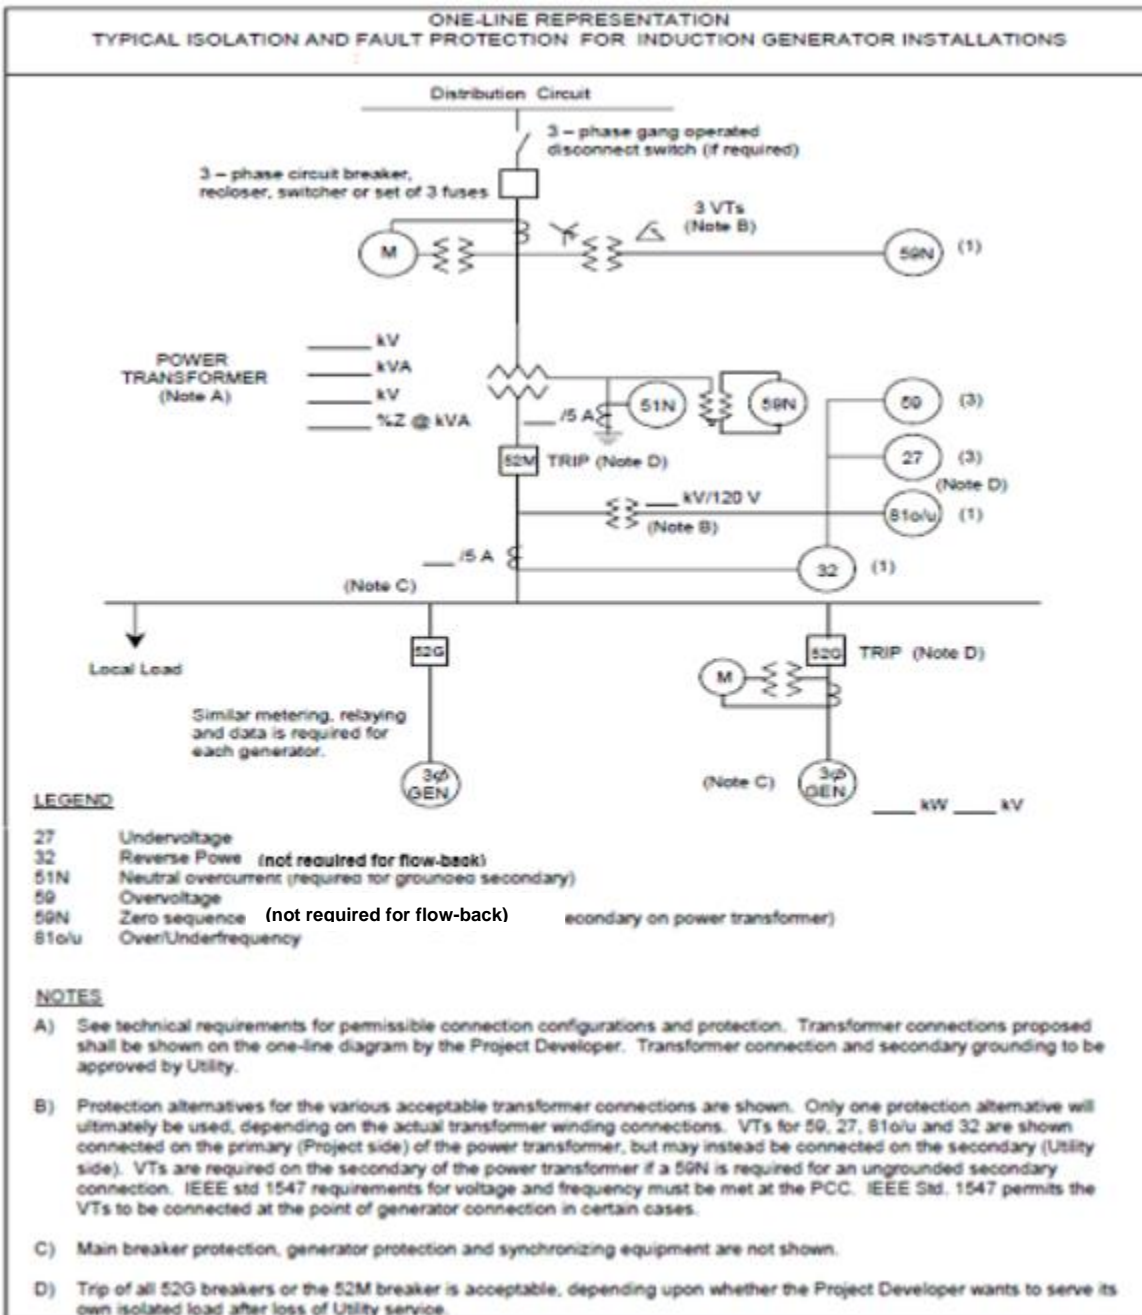 ONE-LINE REPRESENTATION
TYPICAL ISOLATION AND FAULT PROTECTION FOR INDUCTION GENERATOR INSTALLATIONS
Distribution Circuit
3 – phase gang operated
disconnect switch (if required)
3 – phase circuit breaker,
recloser, switcher or set of 3 fuses
3 VTs
(Note B)
M
59N (1)
POWER
TRANSFORMER
(Note A)
____ kV
____ kVA
____ kV
____ %Z @ kVA
___ /5 A
51N
59N
59 (3)
27 (3)
(Note D)
81o/u (1)
52M TRIP (Note D)
___ kV/120 V
(Note B)
___ /5 A
32 (1)
(Note C)
Local Load
52G
52G TRIP (Note D)
M
Similar metering, relaying
and data is required for
each generator.
3φ
GEN
(Note C)
3φ
GEN
____ kW ____ kV
LEGEND
27 Undervoltage
32 Reverse Powe (not required for flow-back)
51N Neutral overcurrent (required for grounded secondary)
59 Overvoltage
59N Zero sequence (not required for flow-back) econdary on power transformer)
81o/u Over/Underfrequency
NOTES
A) See technical requirements for permissible connection configurations and protection. Transformer connections proposed
shall be shown on the one-line diagram by the Project Developer. Transformer connection and secondary grounding to be
approved by Utility.
B) Protection alternatives for the various acceptable transformer connections are shown. Only one protection alternative will
ultimately be used, depending on the actual transformer winding connections. VTs for 59, 27, 81o/u and 32 are shown
connected on the primary (Project side) of the power transformer, but may instead be connected on the secondary (Utility
side). VTs are required on the secondary of the power transformer if a 59N is required for an ungrounded secondary
connection. IEEE std 1547 requirements for voltage and frequency must be met at the PCC. IEEE Std. 1547 permits the
VTs to be connected at the point of generator connection in certain cases.
C) Main breaker protection, generator protection and synchronizing equipment are not shown.
D) Trip of all 52G breakers or the 52M breaker is acceptable, depending upon whether the Project Developer wants to serve its
own isolated load after loss of Utility service.